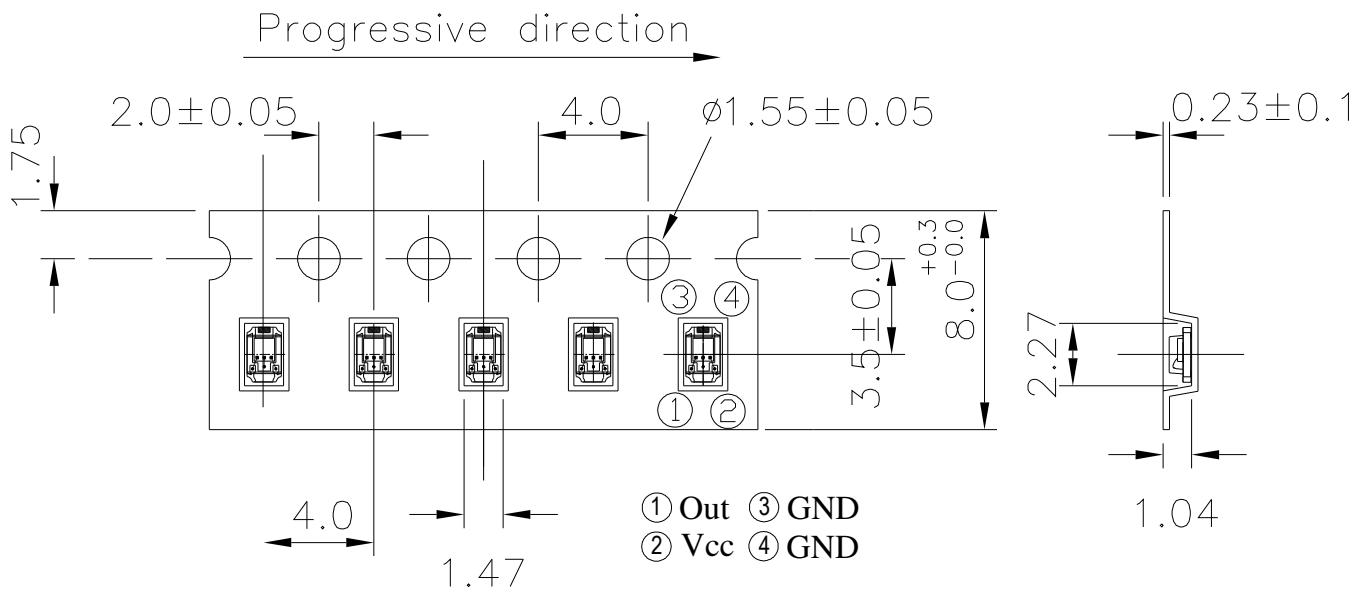 Progressive direction
2.0±0.05
4.0
ø1.55±0.05
0.23±0.1
1.75
3.5±0.05
8.0 +0.3 -0.0
③ ④
2.27
① ②
4.0
1.47
1.04
① Out ③ GND
② Vcc ④ GND